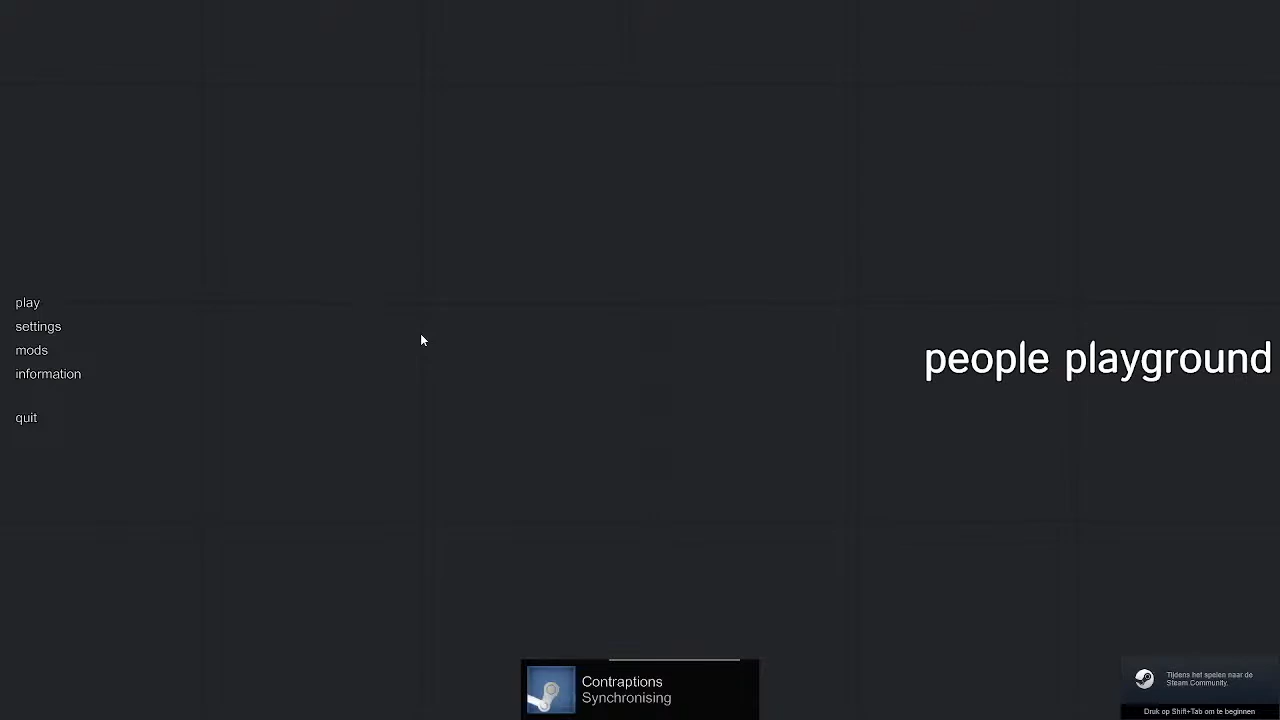 play
settings
mods
information
quit
people playground
Contraptions
Synchronising
Tijdens het spelen naar de
Steam Community.
Druk op Shift+Tab om te beginnen